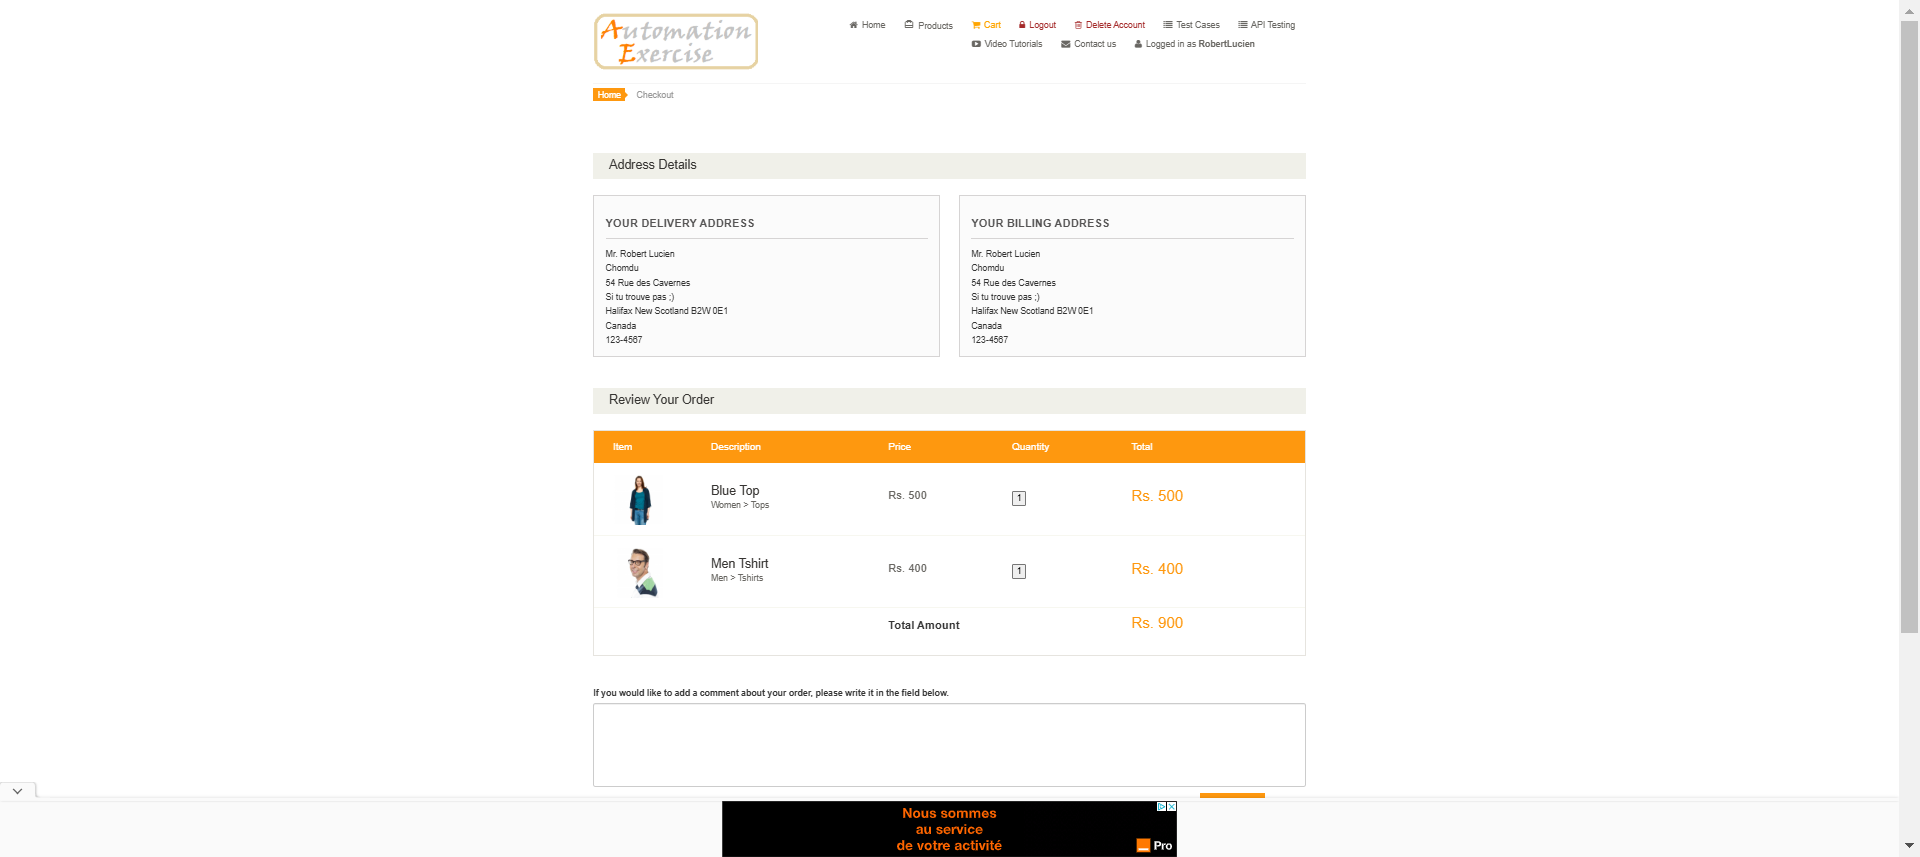 Automation
Exercise
Home
Products
Cart
Logout
Delete Account
Test Cases
API Testing
Video Tutorials
Contact us
Logged in as RobertLucien
Home
Checkout
Address Details
YOUR DELIVERY ADDRESS
Mr. Robert Lucien
Chomdu
54 Rue des Cavernes
Si tu trouve pas ;)
Halifax New Scotland B2W 0E1
Canada
123-4567
YOUR BILLING ADDRESS
Mr. Robert Lucien
Chomdu
54 Rue des Cavernes
Si tu trouve pas ;)
Halifax New Scotland B2W 0E1
Canada
123-4567
Review Your Order
Item Description Price Quantity Total
Blue Top
Women > Tops
Rs. 500
1
Rs. 500
Men Tshirt
Men > Tshirts
Rs. 400
1
Rs. 400
Total Amount
Rs. 900
If you would like to add a comment about your order, please write it in the field below.
Nous sommes
au service
de votre activité
Pro